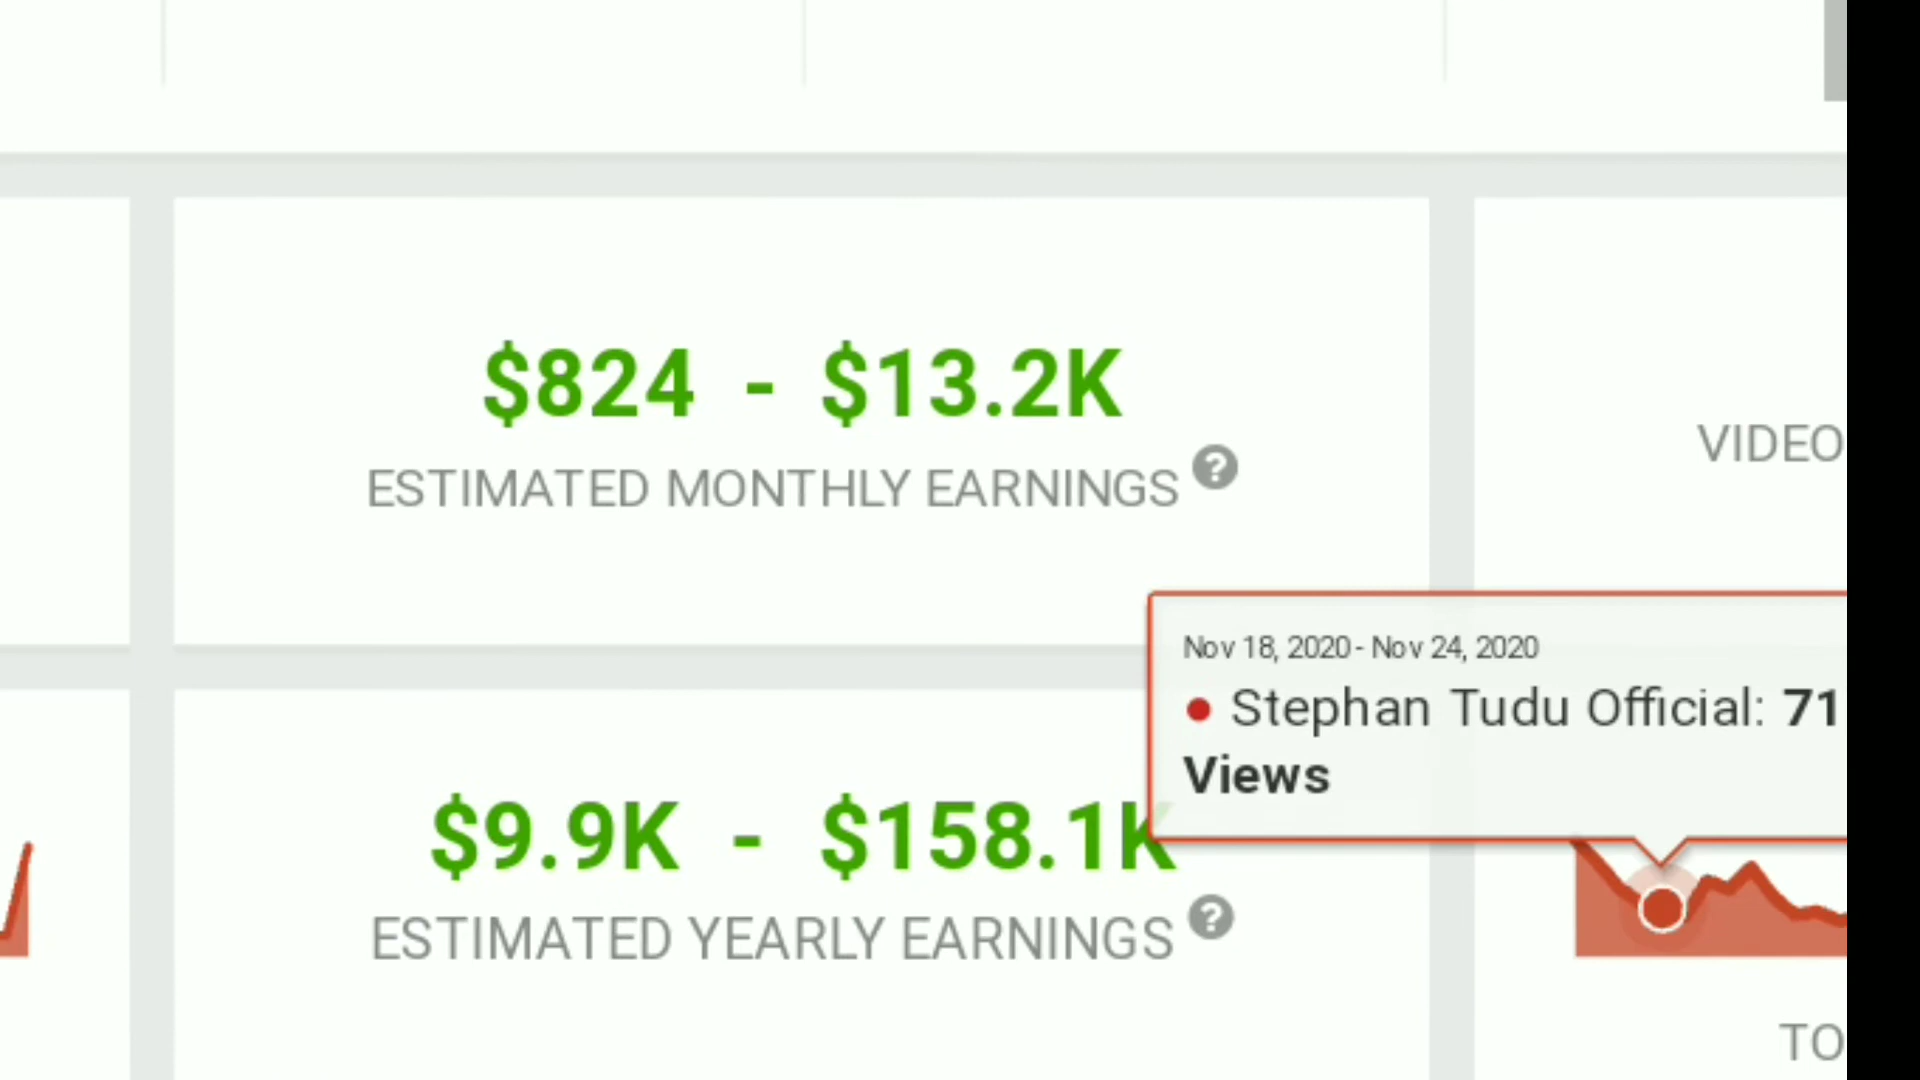 $824 - $13.2K
ESTIMATED MONTHLY EARNINGS ?
VIDEO
Nov 18, 2020 - Nov 24, 2020
Stephan Tudu Official: 71
Views
$9.9K - $158.1K
ESTIMATED YEARLY EARNINGS ?
TO